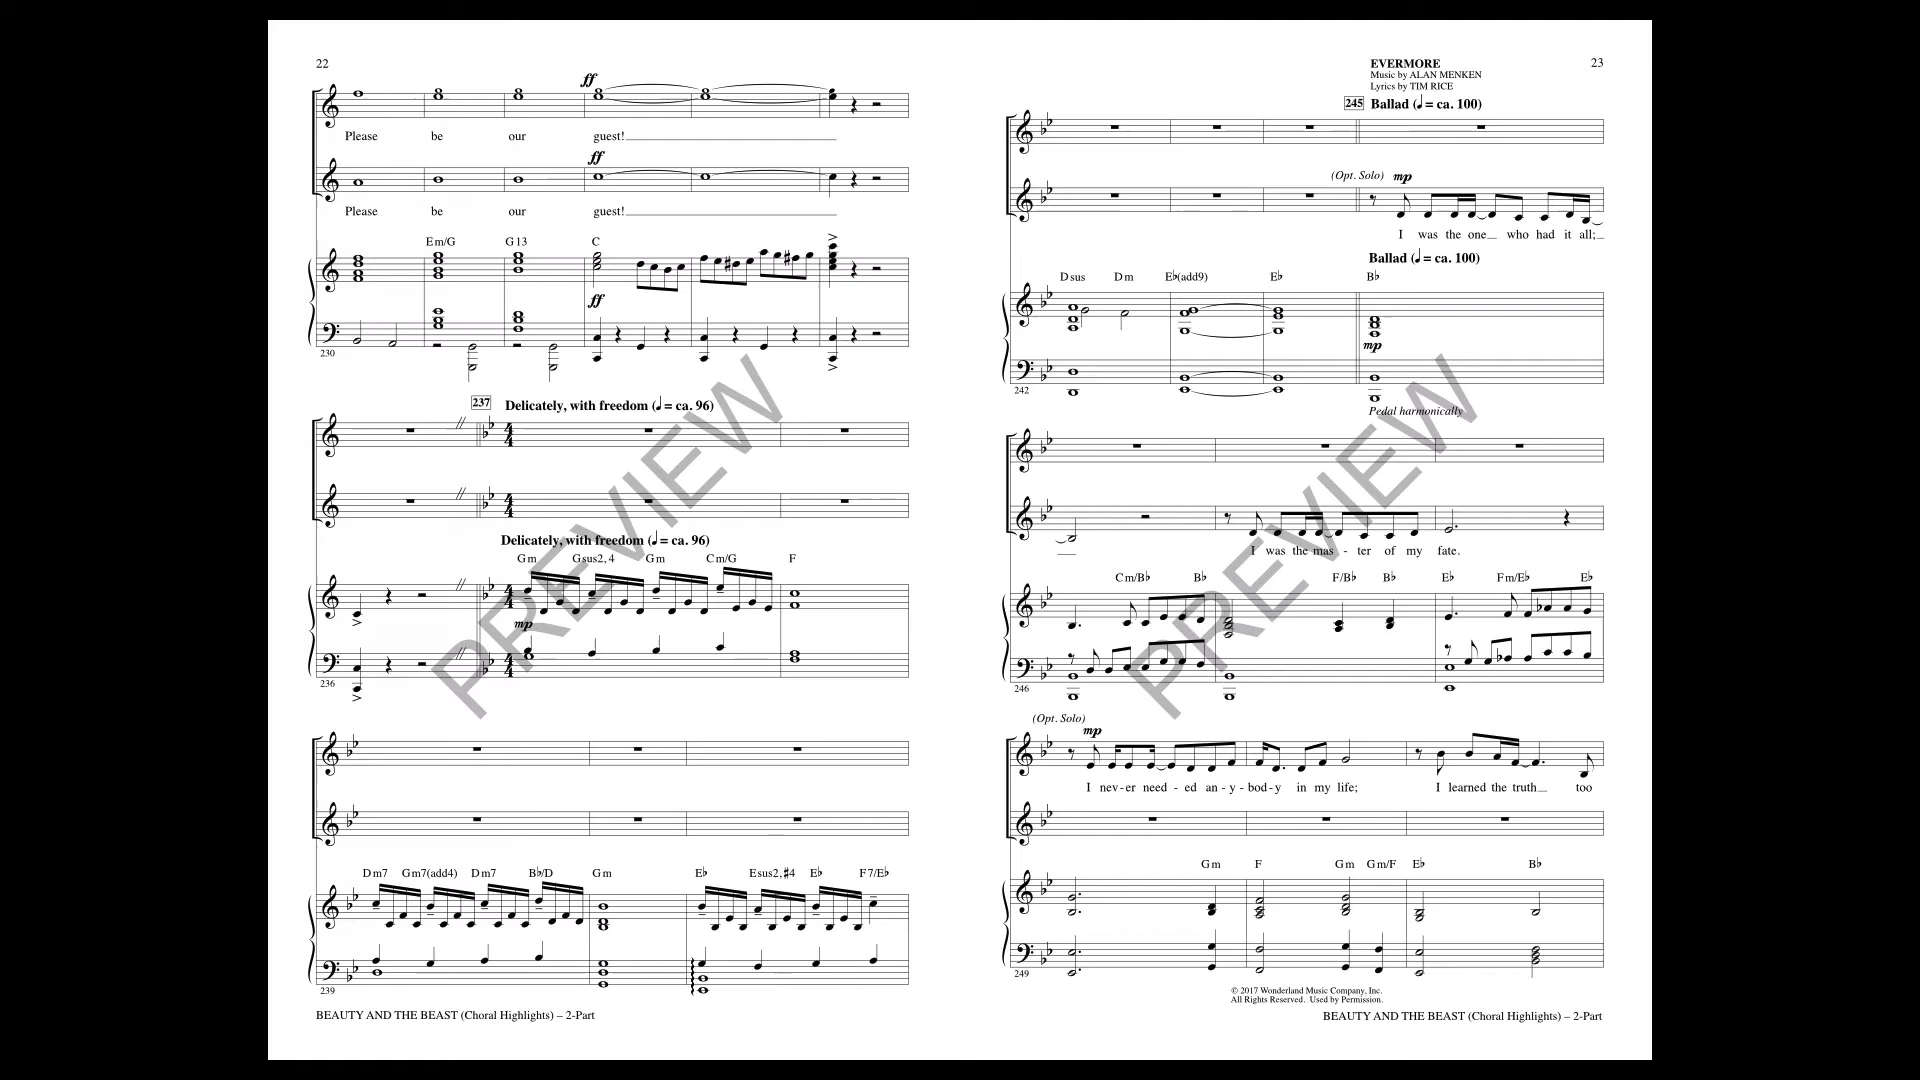 22
ff
Please be our guest!
ff
Please be our guest!
Em/G G13 C
ff
230
237 Delicately, with freedom (♩ = ca. 96)
Delicately, with freedom (♩ = ca. 96)
Gm Gsus2, 4 Gm Cm/G F
mp
236
Dm7 Gm7(add4) Dm7 B♭/D Gm E♭ Esus2,♯4 E♭ F7/E♭
239
BEAUTY AND THE BEAST (Choral Highlights) – 2-Part
PREVIEW
23
EVERMORE
Music by ALAN MENKEN
Lyrics by TIM RICE
245 Ballad (♩ = ca. 100)
(Opt. Solo) mp
I was the one who had it all;
Ballad (♩ = ca. 100)
Dsus Dm E♭(add9) E♭ B♭
mp
242
Pedal harmonically
I was the mas - ter of my fate.
Cm/B♭ B♭ F/B♭ B♭ E♭ Fm/E♭ E♭
246
(Opt. Solo)
mp
I nev-er need - ed an - y - bod-y in my life; I learned the truth too
Gm F Gm Gm/F E♭ B♭
249
© 2017 Wonderland Music Company, Inc.
All Rights Reserved. Used by Permission.
BEAUTY AND THE BEAST (Choral Highlights) – 2-Part
PREVIEW